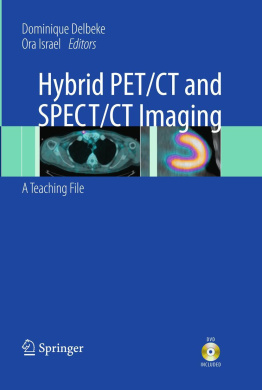 Dominique Delbeke
Ora Israel Editors
Hybrid PET/CT and
SPECT/CT Imaging
A Teaching File
Springer
DVD
INCLUDED